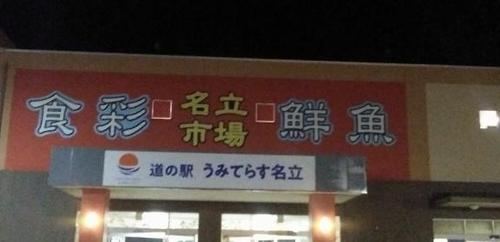 食彩 名立市場 鮮魚
道の駅 うみてらす名立